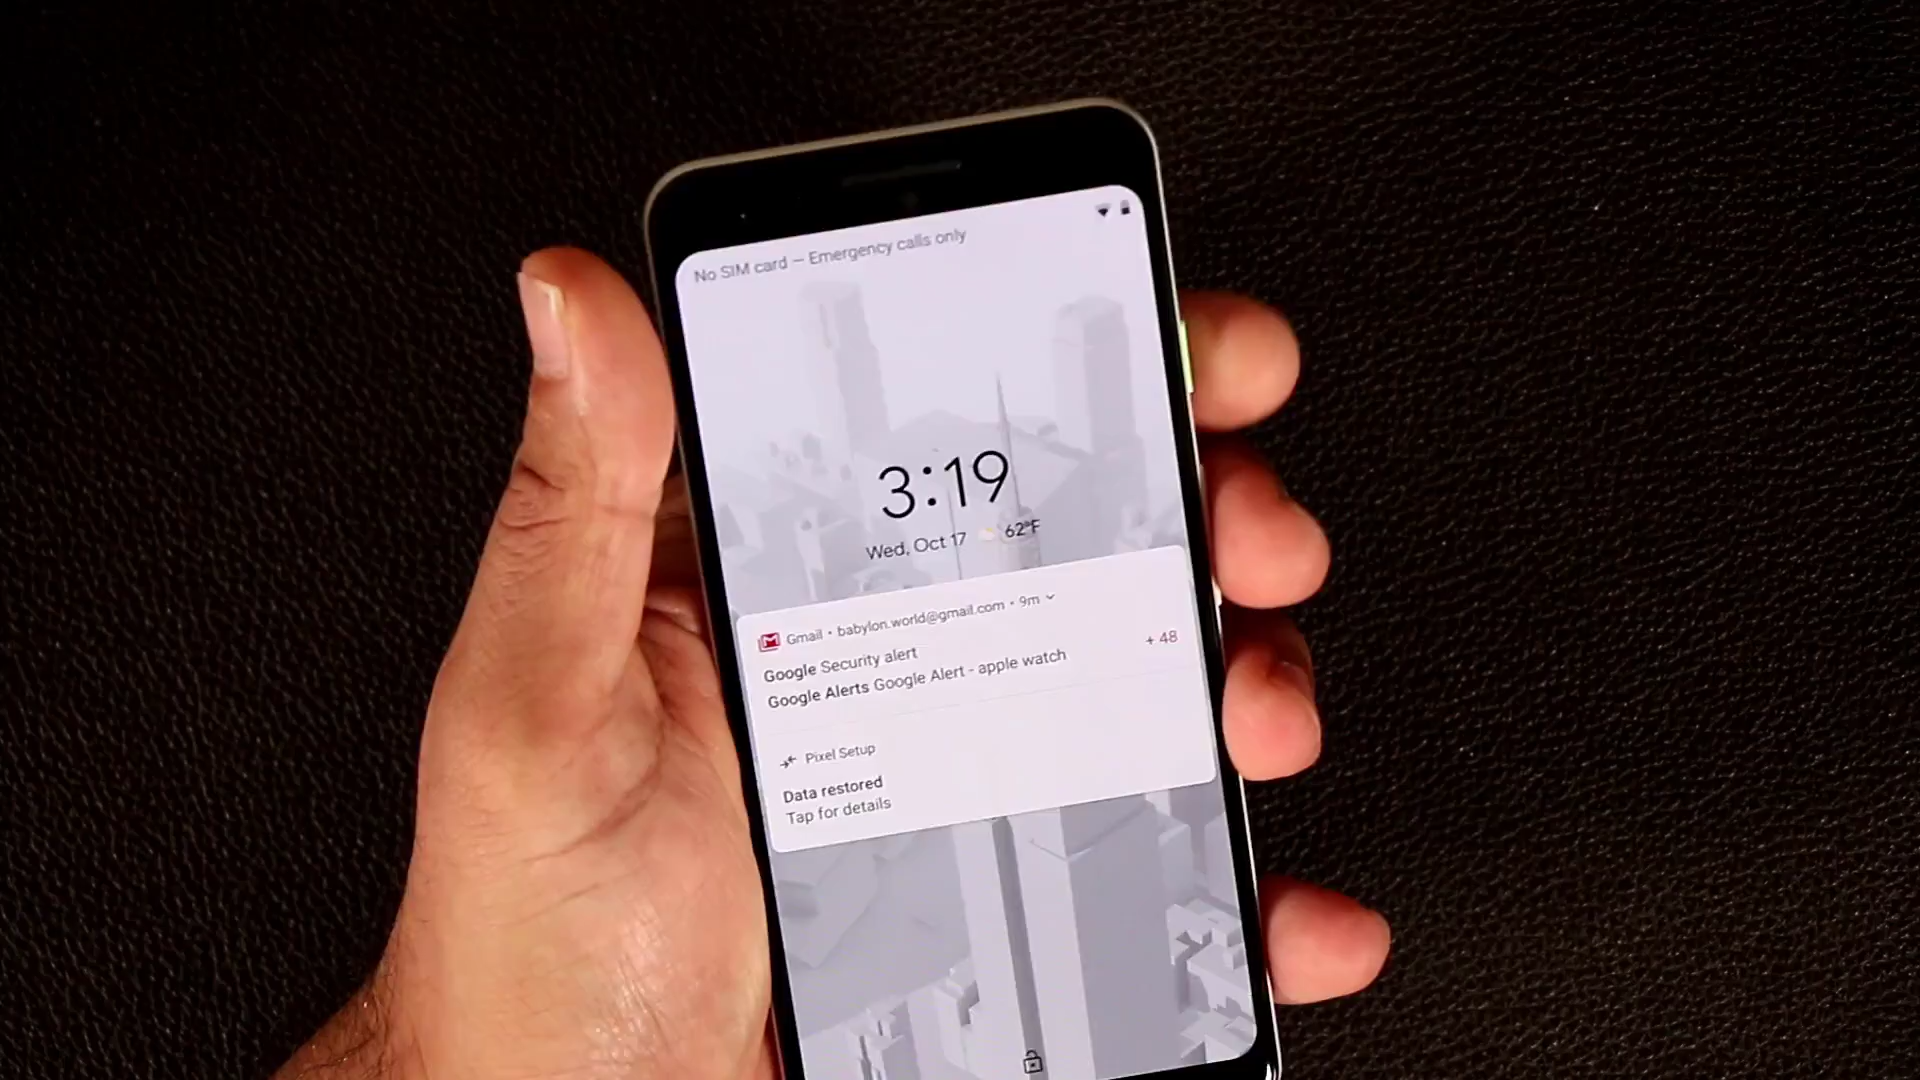 No SIM card – Emergency calls only
3:19
Wed, Oct 17 62°F
Gmail • babylon.world@gmail.com • 9m
Google Security alert
Google Alerts Google Alert - apple watch
+ 48
Pixel Setup
Data restored
Tap for details